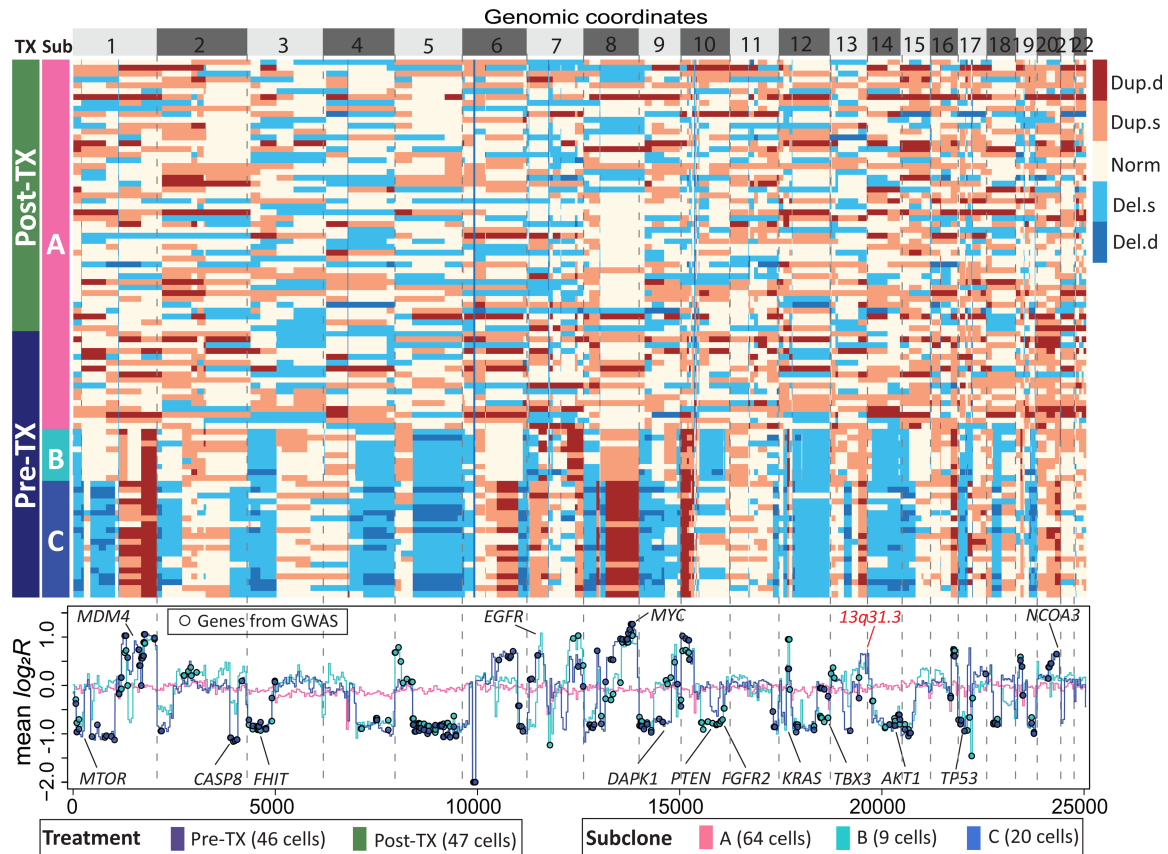 Genomic coordinates
TX Sub 1 2 3 4 5 6 7 8 9 10 11 12 13 14 15 16 17 18 19 20 21 22
Post-TX
Pre-TX
A
B
C
Dup.d
Dup.s
Norm
Del.s
Del.d
MDM4
Genes from GWAS
EGFR
MYC
13q31.3
NCOA3
mean log₂R
1.0
0.0
−1.0
−2.0
MTOR
CASP8
FHIT
DAPK1
PTEN
FGFR2
KRAS
TBX3
AKT1
TP53
0 5000 10000 15000 20000 25000
Treatment Pre-TX (46 cells) Post-TX (47 cells)
Subclone A (64 cells) B (9 cells) C (20 cells)